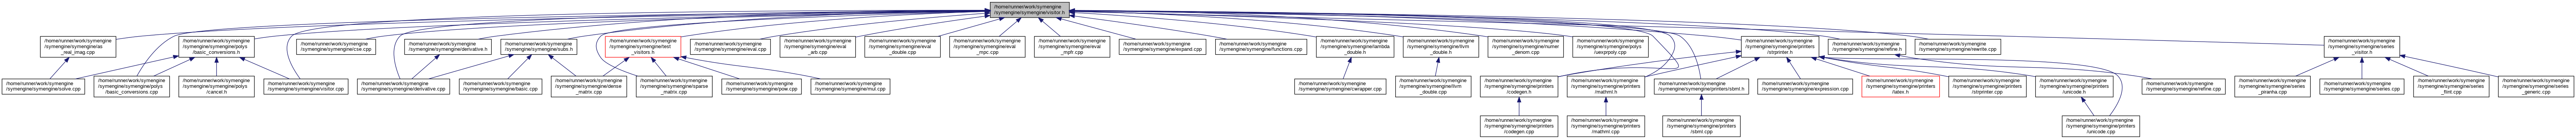 /home/runner/work/symengine
/symengine/symengine/visitor.h
/home/runner/work/symengine
/symengine/symengine/as
_real_imag.cpp
/home/runner/work/symengine
/symengine/symengine/polys
/basic_conversions.h
/home/runner/work/symengine
/symengine/symengine/cse.cpp
/home/runner/work/symengine
/symengine/symengine/derivative.h
/home/runner/work/symengine
/symengine/symengine/subs.h
/home/runner/work/symengine
/symengine/symengine/test
_visitors.h
/home/runner/work/symengine
/symengine/symengine/eval.cpp
/home/runner/work/symengine
/symengine/symengine/eval
_arb.cpp
/home/runner/work/symengine
/symengine/symengine/eval
_double.cpp
/home/runner/work/symengine
/symengine/symengine/eval
_mpc.cpp
/home/runner/work/symengine
/symengine/symengine/eval
_mpfr.cpp
/home/runner/work/symengine
/symengine/symengine/expand.cpp
/home/runner/work/symengine
/symengine/symengine/functions.cpp
/home/runner/work/symengine
/symengine/symengine/lambda
_double.h
/home/runner/work/symengine
/symengine/symengine/llvm
_double.h
/home/runner/work/symengine
/symengine/symengine/numer
_denom.cpp
/home/runner/work/symengine
/symengine/symengine/polys
/uexprpoly.cpp
/home/runner/work/symengine
/symengine/symengine/printers
/strprinter.h
/home/runner/work/symengine
/symengine/symengine/refine.h
/home/runner/work/symengine
/symengine/symengine/rewrite.cpp
/home/runner/work/symengine
/symengine/symengine/series
_visitor.h
/home/runner/work/symengine
/symengine/symengine/solve.cpp
/home/runner/work/symengine
/symengine/symengine/polys
/basic_conversions.cpp
/home/runner/work/symengine
/symengine/symengine/polys
/cancel.h
/home/runner/work/symengine
/symengine/symengine/visitor.cpp
/home/runner/work/symengine
/symengine/symengine/derivative.cpp
/home/runner/work/symengine
/symengine/symengine/basic.cpp
/home/runner/work/symengine
/symengine/symengine/dense
_matrix.cpp
/home/runner/work/symengine
/symengine/symengine/sparse
_matrix.cpp
/home/runner/work/symengine
/symengine/symengine/pow.cpp
/home/runner/work/symengine
/symengine/symengine/mul.cpp
/home/runner/work/symengine
/symengine/symengine/cwrapper.cpp
/home/runner/work/symengine
/symengine/symengine/llvm
_double.cpp
/home/runner/work/symengine
/symengine/symengine/printers
/codegen.h
/home/runner/work/symengine
/symengine/symengine/printers
/mathml.h
/home/runner/work/symengine
/symengine/symengine/printers/sbml.h
/home/runner/work/symengine
/symengine/symengine/expression.cpp
/home/runner/work/symengine
/symengine/symengine/printers
/latex.h
/home/runner/work/symengine
/symengine/symengine/printers
/strprinter.cpp
/home/runner/work/symengine
/symengine/symengine/printers
/unicode.h
/home/runner/work/symengine
/symengine/symengine/refine.cpp
/home/runner/work/symengine
/symengine/symengine/series
_piranha.cpp
/home/runner/work/symengine
/symengine/symengine/series.cpp
/home/runner/work/symengine
/symengine/symengine/series
_flint.cpp
/home/runner/work/symengine
/symengine/symengine/series
_generic.cpp
/home/runner/work/symengine
/symengine/symengine/printers
/codegen.cpp
/home/runner/work/symengine
/symengine/symengine/printers
/mathml.cpp
/home/runner/work/symengine
/symengine/symengine/printers
/sbml.cpp
/home/runner/work/symengine
/symengine/symengine/printers
/unicode.cpp